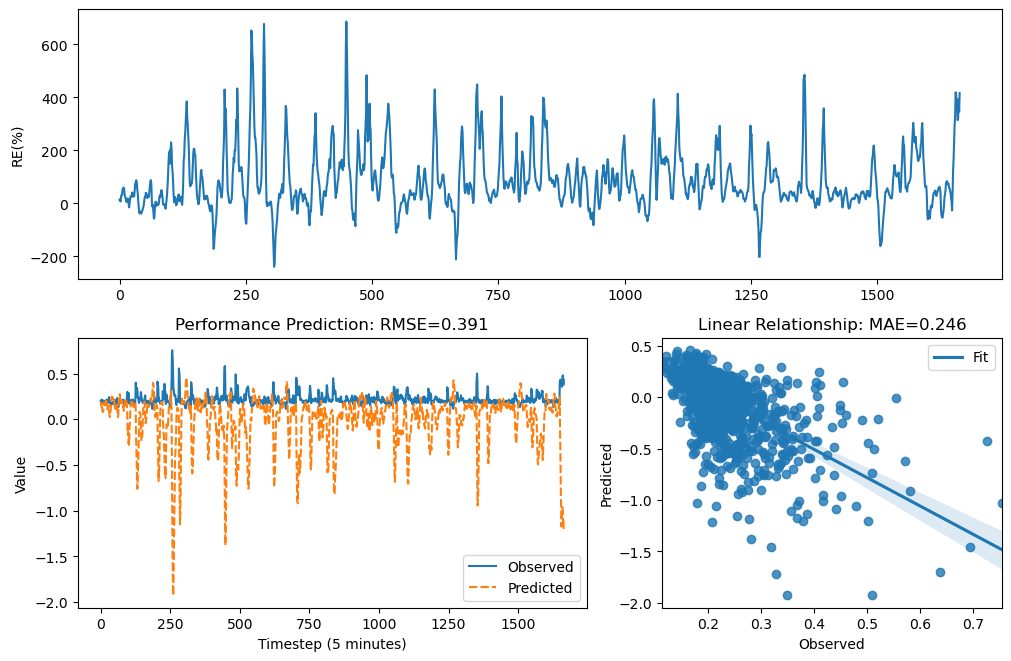 600
400
200
0
−200
RE(%)
0 250 500 750 1000 1250 1500
Performance Prediction: RMSE=0.391
0.5
0.0
−0.5
−1.0
−1.5
−2.0
Value
Observed
Predicted
0 250 500 750 1000 1250 1500
Timestep (5 minutes)
Linear Relationship: MAE=0.246
Fit
0.5
0.0
−0.5
−1.0
−1.5
−2.0
Predicted
0.2 0.3 0.4 0.5 0.6 0.7
Observed